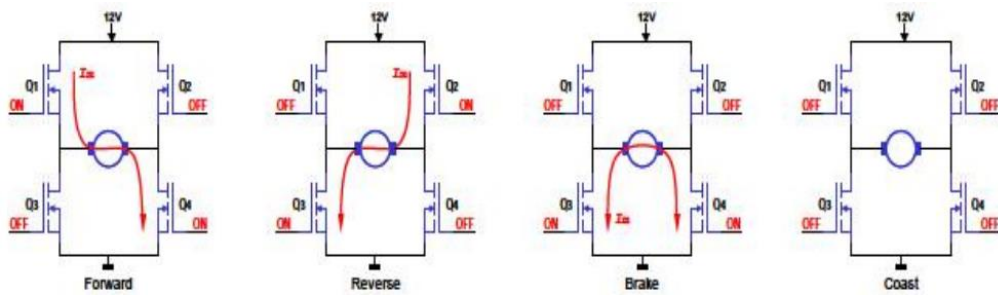 12V 12V 12V 12V
Im Im
Q1 Q2 Q1 Q2 Q1 Q2 Q1 Q2
ON OFF OFF ON OFF OFF OFF OFF
Q3 Q4 Q3 Q4 Q3 Im Q4 Q3 Q4
OFF ON ON OFF ON ON OFF OFF
Forward Reverse Brake Coast